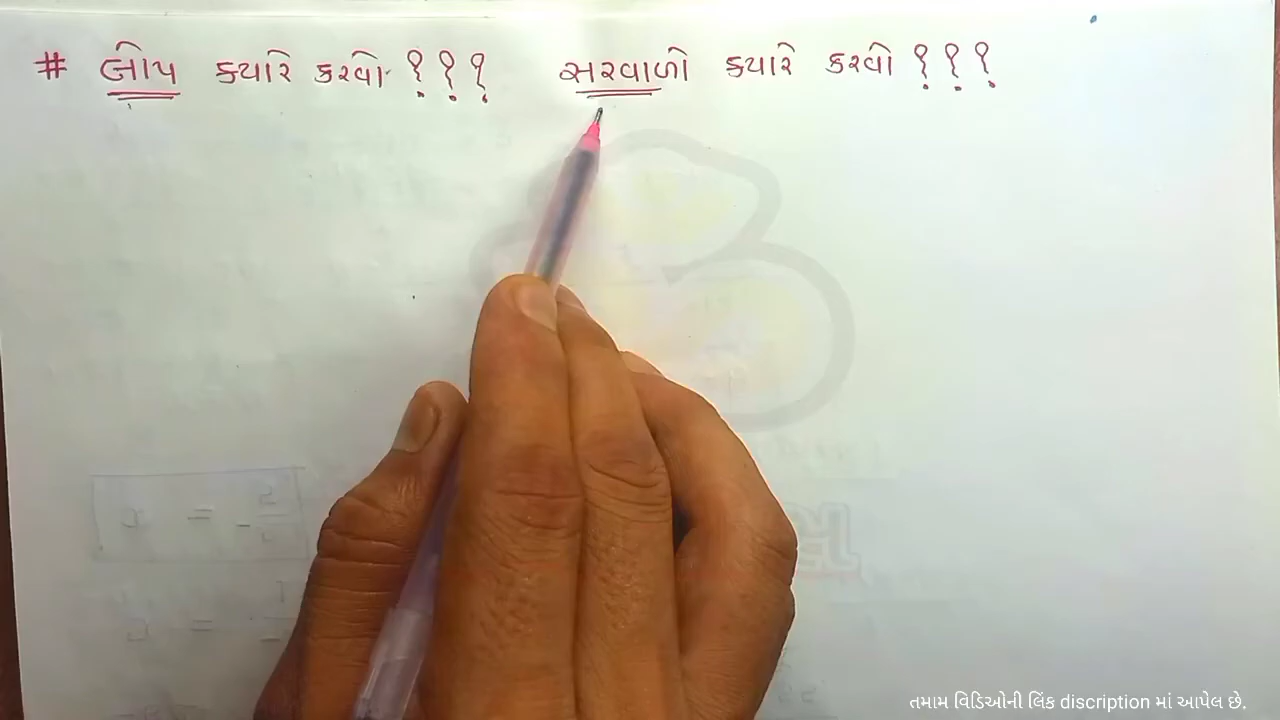 # લોપ ક્યારે કરવો ??? સરવાળો ક્યારે કરવો ???
તમામ વિડિઓની લિંક discription માં આપેલ છે.